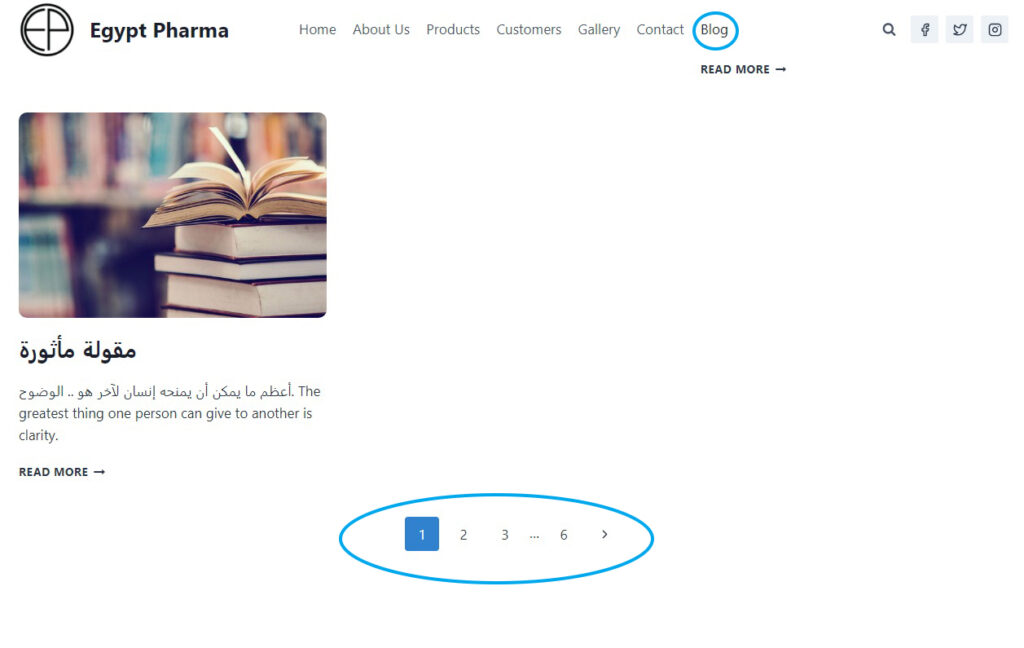 Egypt Pharma
Home About Us Products Customers Gallery Contact Blog
READ MORE →
مقولة مأثورة
أعظم ما يمكن أن يمنحه إنسان لآخر هو .. الوضوح. The
greatest thing one person can give to another is
clarity.
READ MORE →
1 2 3 ... 6 >